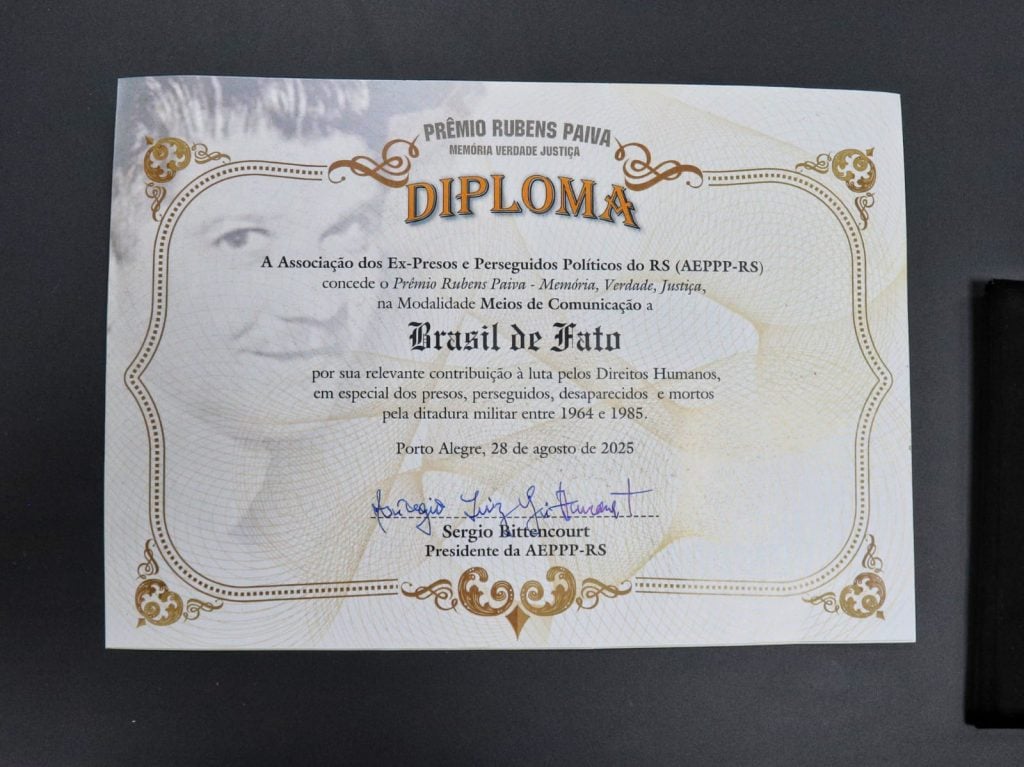 PRÊMIO RUBENS PAIVA
MEMÓRIA VERDADE JUSTIÇA
DIPLOMA
A Associação dos Ex-Presos e Perseguidos Políticos do RS (AEPPP-RS)
concede o Prêmio Rubens Paiva - Memória, Verdade, Justiça,
na Modalidade Meios de Comunicação a
Brasil de Fato
por sua relevante contribuição à luta pelos Direitos Humanos,
em especial dos presos, perseguidos, desaparecidos e mortos
pela ditadura militar entre 1964 e 1985.
Porto Alegre, 28 de agosto de 2025
Sergio Bittencourt
Presidente da AEPPP-RS